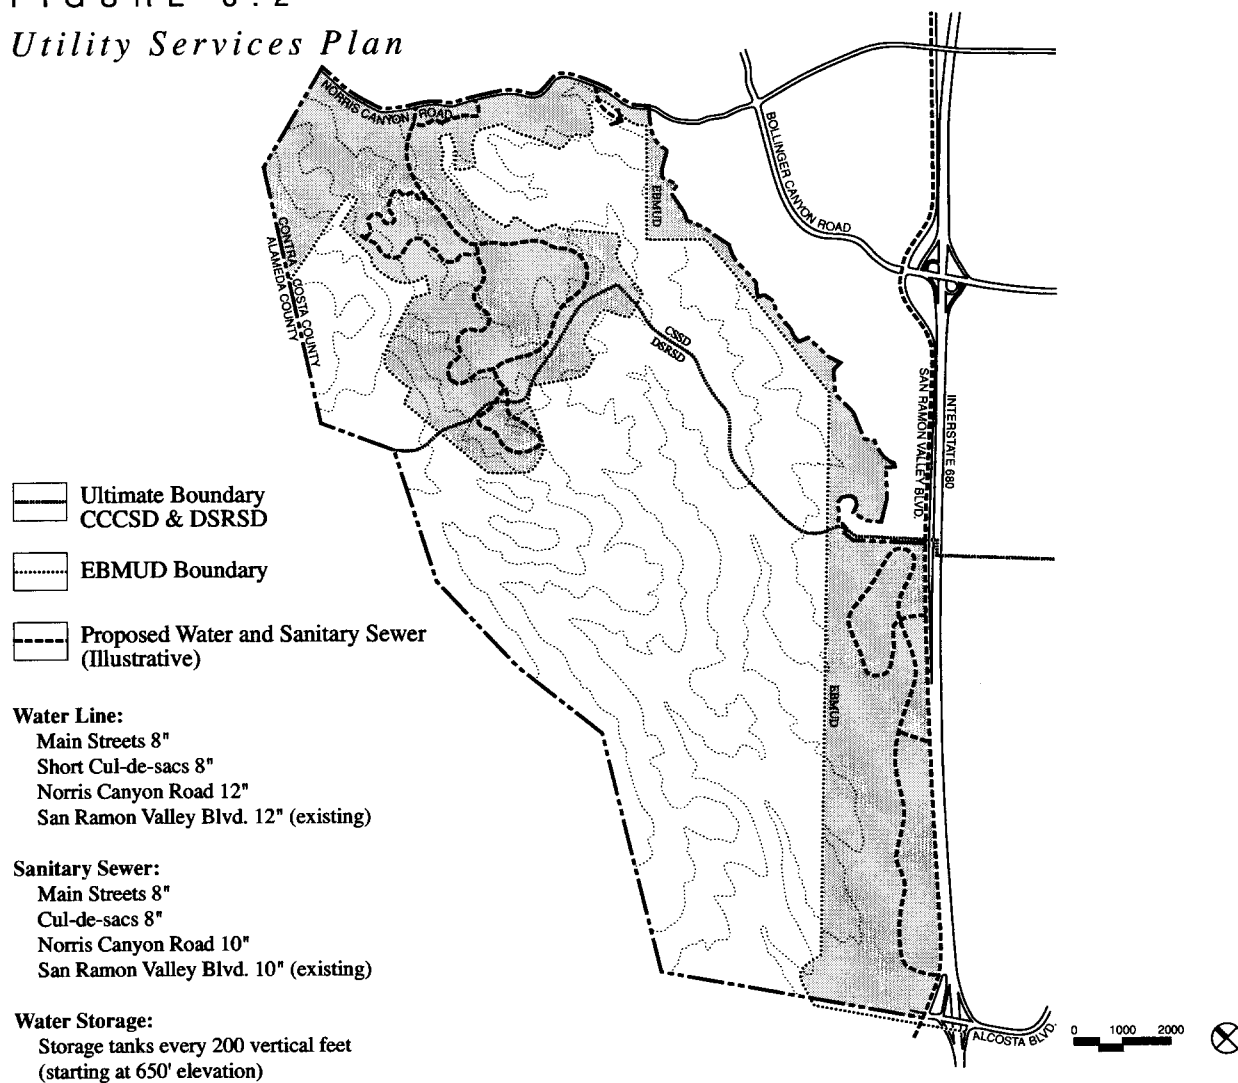 FIGURE 6.2
Utility Services Plan
NORRIS CANYON ROAD
BOLLINGER CANYON ROAD
EBMUD
CONTRA COSTA COUNTY
ALAMEDA COUNTY
CSSD
DSRSD
SAN RAMON VALLEY BLVD.
INTERSTATE 680
EBMUD
ALCOSTA BLVD.
0 1000 2000
Ultimate Boundary
CCCSD & DSRSD
EBMUD Boundary
Proposed Water and Sanitary Sewer
(Illustrative)
Water Line:
Main Streets 8"
Short Cul-de-sacs 8"
Norris Canyon Road 12"
San Ramon Valley Blvd. 12" (existing)
Sanitary Sewer:
Main Streets 8"
Cul-de-sacs 8"
Norris Canyon Road 10"
San Ramon Valley Blvd. 10" (existing)
Water Storage:
Storage tanks every 200 vertical feet
(starting at 650' elevation)